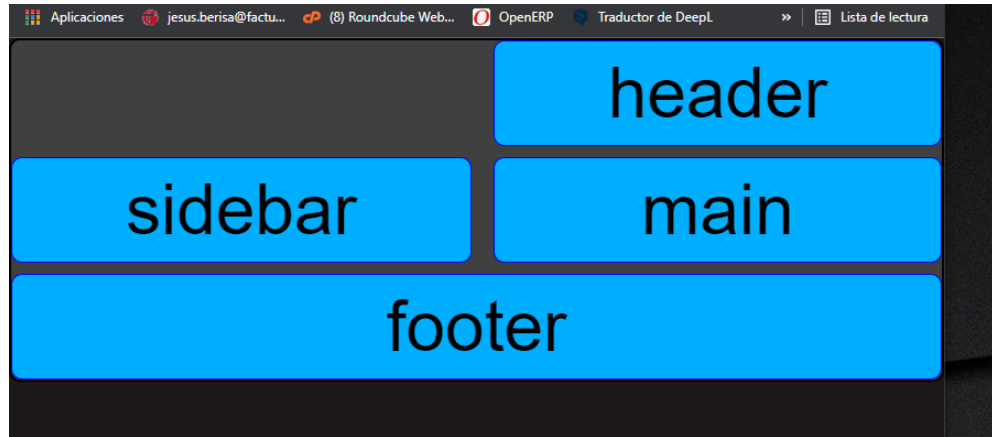 Aplicaciones jesus.berisa@factu... (8) Roundcube Web... OpenERP Traductor de DeepL » Lista de lectura
header
sidebar main
footer